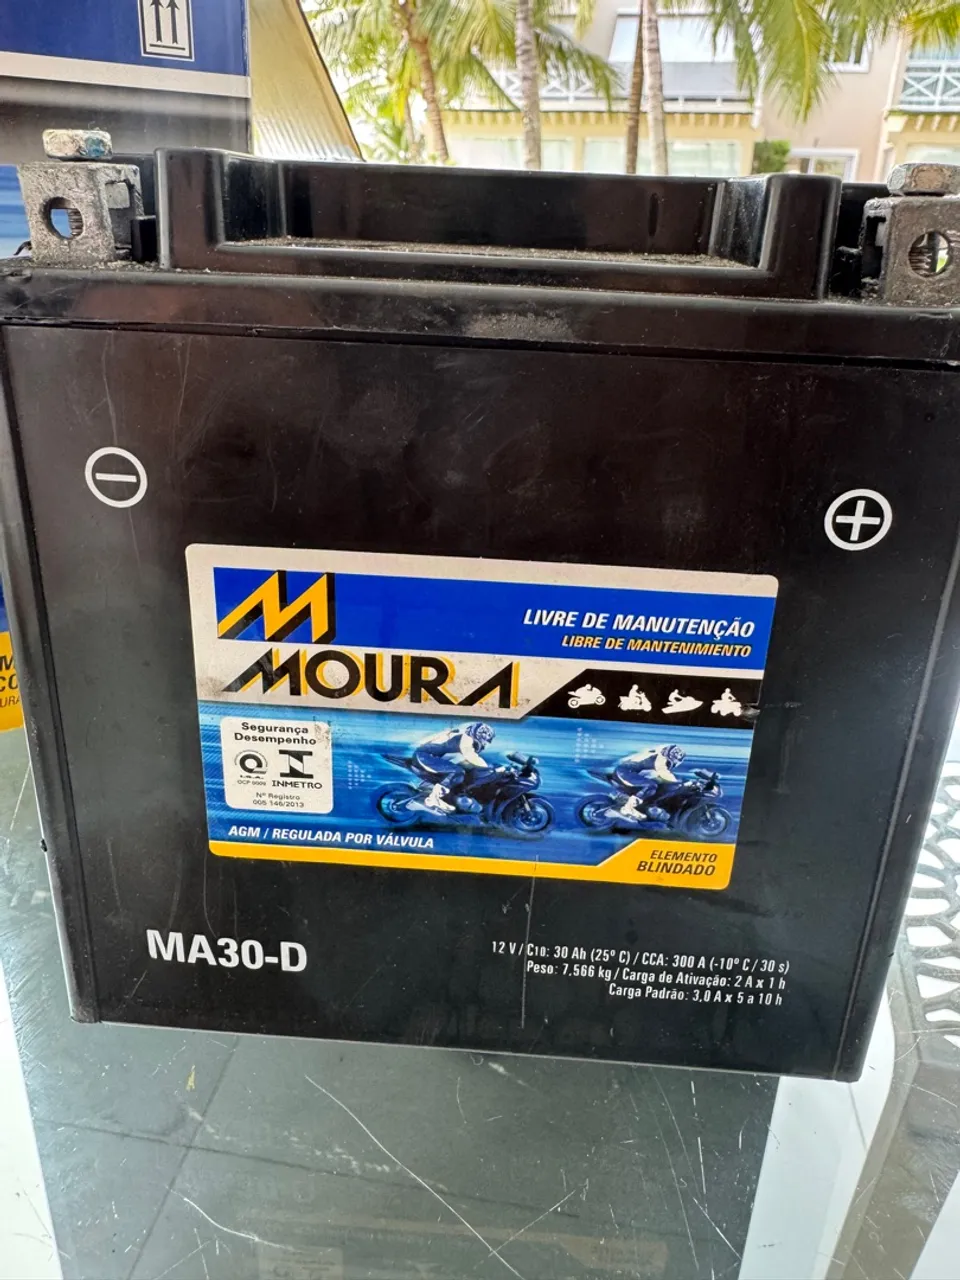 LIVRE DE MANUTENÇÃO
LIBRE DE MANTENIMIENTO
MOURA
Segurança
Desempenho
INMETRO
Nº Registro
AGM / REGULADA POR VÁLVULA
ELEMENTO
BLINDADO
MA30-D
12 V / C10: 30 Ah (25º C) / CCA: 300 A (-10º C / 30 s)
Peso: 7.566 kg / Carga de Ativação: 2 A x 1 h
Carga Padrão: 3,0 A x 5 a 10 h